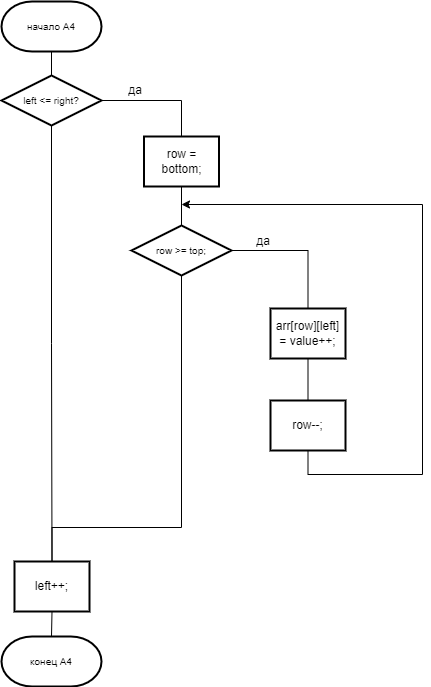 начало А4
left <= right?
да
row =
bottom;
row >= top;
да
arr[row][left]
= value++;
row--;
left++;
конец А4